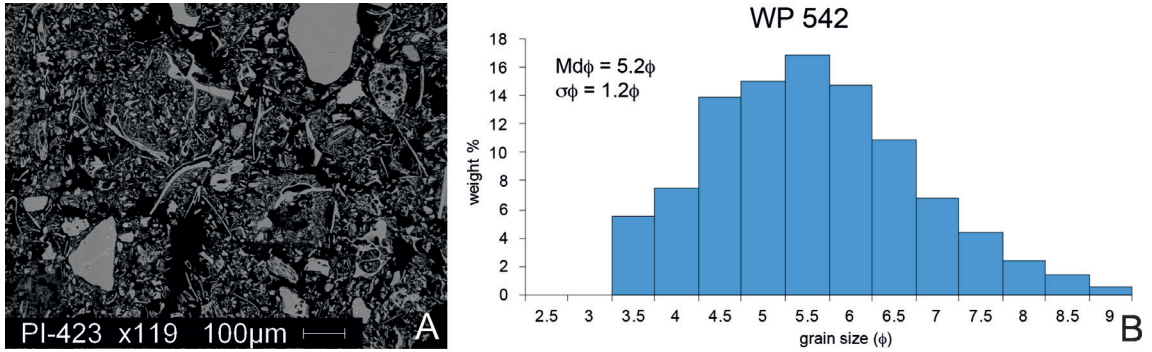 PI-423 x119 100µm
A
WP 542
Mdϕ = 5.2ϕ
σϕ = 1.2ϕ
weight %
18
16
14
12
10
8
6
4
2
0
2.5 3 3.5 4 4.5 5 5.5 6 6.5 7 7.5 8 8.5 9
grain size (ϕ)
B